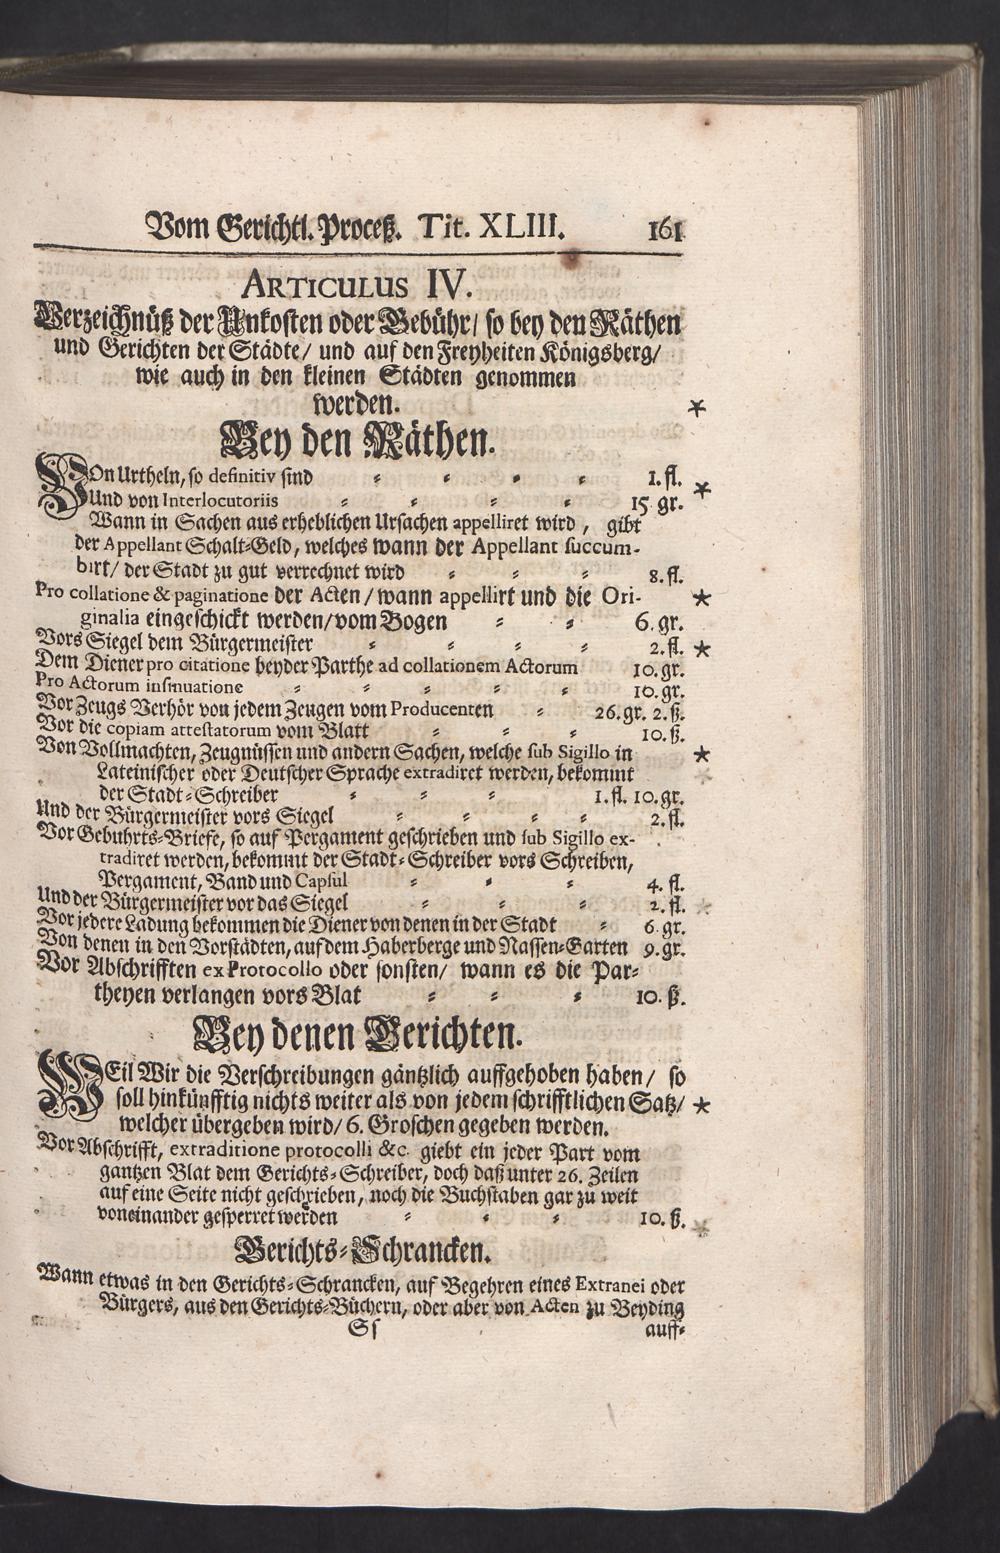 Vom Gerichtl. Proceß. Tit. XLIII. 161
ARTICULUS IV.
Verzeichnüß der Unkosten oder Gebühr/ so bey den Räthen
und Gerichten der Städte/ und auf den Freyheiten Königsberg/
wie auch in den kleinen Städten genommen
werden. *
Bey den Räthen.
VOn Urtheln, so definitiv sind = = = = 1. fl. *
Und von Interlocutoriis = = = = 15 gr.
Wann in Sachen aus erheblichen Ursachen appelliret wird, gibt
der Appellant Schalt=Geld, welches wann der Appellant succum-
birt/ der Stadt zu gut verrechnet wird = = = 8. fl.
Pro collatione & paginatione der Acten/ wann appellirt und die Ori- *
ginalia eingeschickt werden/ vom Bogen = = 6. gr.
Vors Siegel dem Bürgermeister = = = = 2. fl. *
Dem Diener pro citatione beyder Parthe ad collationem Actorum 10. gr.
Pro Actorum insinuatione = = = = = 10. gr.
Vor Zeugs Verhör von jedem Zeugen vom Producenten = 26. gr. 2. ß.
Vor die copiam attestatorum vom Blatt = = = 10. ß.
Von Vollmachten, Zeugnüssen und andern Sachen, welche sub Sigillo in *
Lateinischer oder Deutscher Sprache extradiret werden, bekommt
der Stadt=Schreiber = = = 1. fl. 10. gr.
Und der Bürgermeister vors Siegel = = = = 2. fl.
Vor Gebuhrts=Briefe, so auf Pergament geschrieben und sub Sigillo ex-
tradiret werden, bekommt der Stadt=Schreiber vors Schreiben,
Pergament, Band und Capsul = = = 4. fl.
Und der Bürgermeister vor das Siegel = = = 2. fl.
Vor jedere Ladung bekommen die Diener von denen in der Stadt = 6. gr.
Von denen in den Vorstädten, auf dem Haberberge und Nassen=Garten 9. gr.
Vor Abschrifften ex Protocollo oder sonsten/ wann es die Par=
theyen verlangen vors Blat = = = 10. ß.
Bey denen Gerichten.
WEil Wir die Verschreibungen gäntzlich auffgehoben haben/ so
soll hinkünfftig nichts weiter als von jedem schrifftlichen Satz/ *
welcher übergeben wird/ 6. Groschen gegeben werden.
Vor Abschrifft, extraditione protocolli &c. giebt ein jeder Part vom
gantzen Blat dem Gerichts=Schreiber, doch daß unter 26. Zeilen
auf eine Seite nicht geschrieben, noch die Buchstaben gar zu weit
voneinander gesperret werden = = = 10. ß.
Gerichts=Schrancken.
Wann etwas in den Gerichts=Schrancken, auf Begehren eines Extranei oder
Bürgers, aus den Gerichts=Büchern, oder aber von Acten zu Beyding
Ss auff=